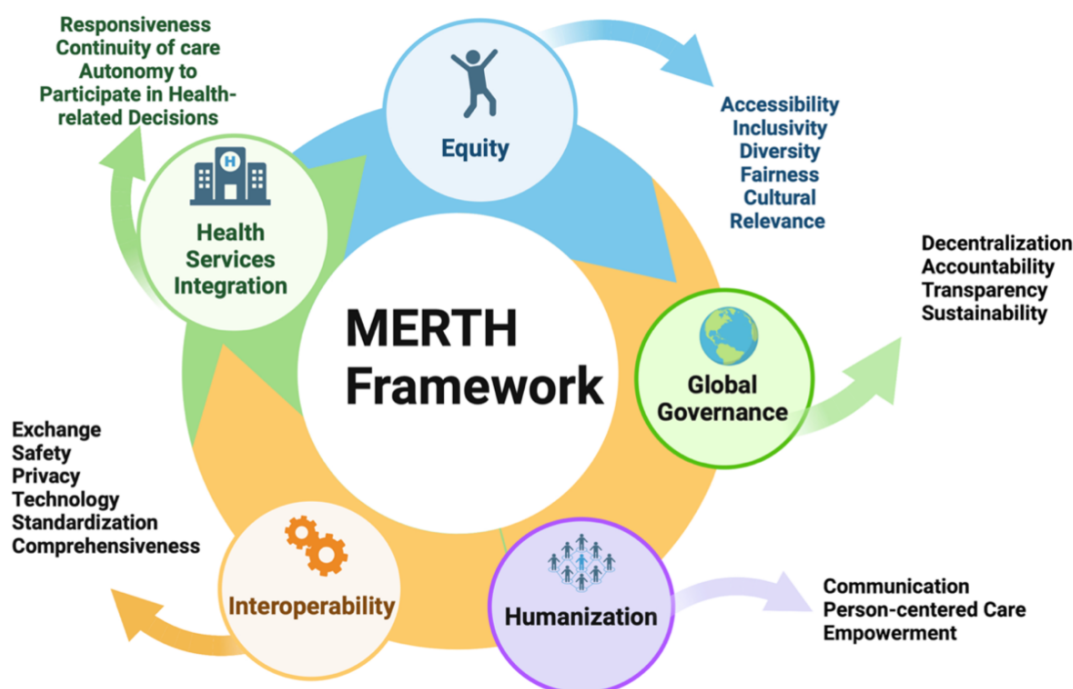 Responsiveness
Continuity of care
Autonomy to
Participate in Health-
related Decisions
H
Health
Services
Integration
Equity
Accessibility
Inclusivity
Diversity
Fairness
Cultural
Relevance
MERTH
Framework
Global
Governance
Decentralization
Accountability
Transparency
Sustainability
Exchange
Safety
Privacy
Technology
Standardization
Comprehensiveness
Interoperability
Humanization
Communication
Person-centered Care
Empowerment